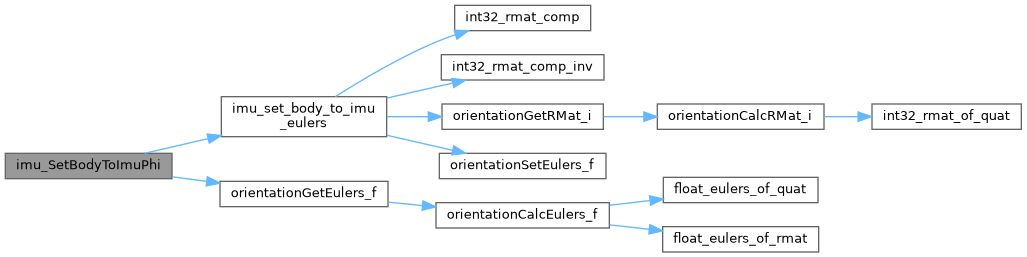 int32_rmat_comp
int32_rmat_comp_inv
imu_set_body_to_imu
_eulers
orientationGetRMat_i
orientationCalcRMat_i
int32_rmat_of_quat
imu_SetBodyToImuPhi
orientationSetEulers_f
orientationGetEulers_f
float_eulers_of_quat
orientationCalcEulers_f
float_eulers_of_rmat